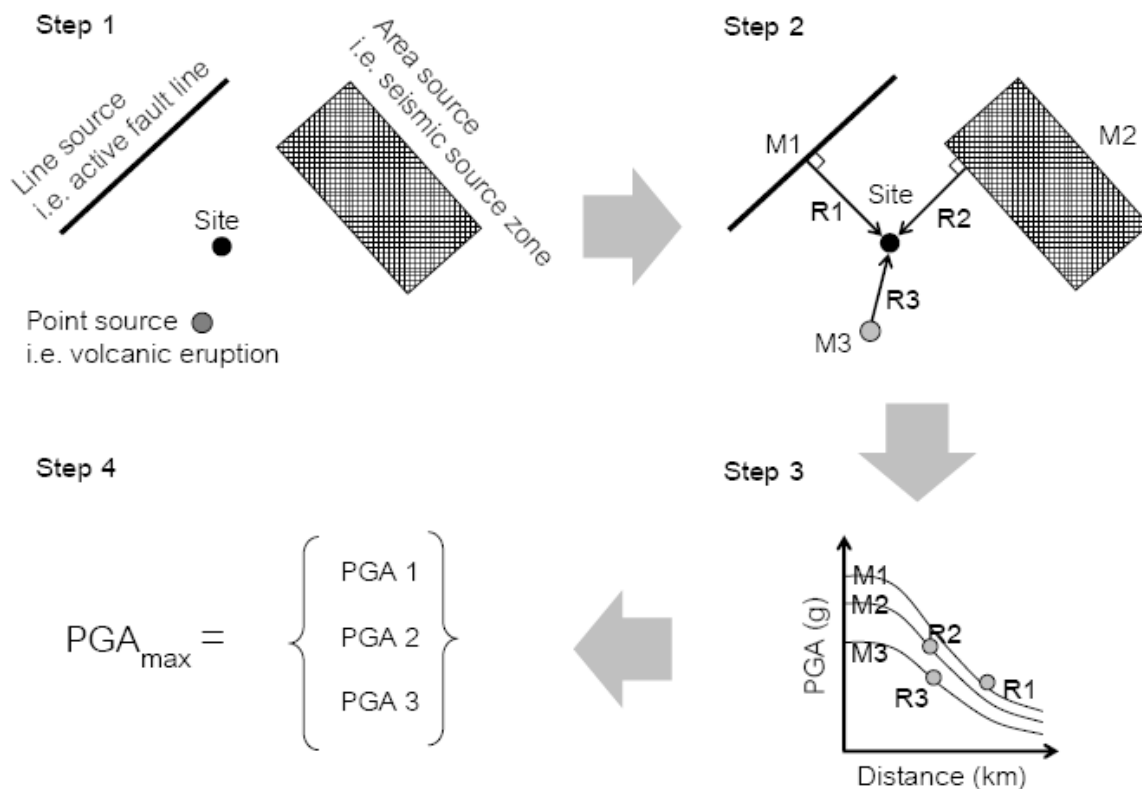 Step 1
Line source
i.e. active fault line
Area source
i.e. seismic source zone
Site
Point source
i.e. volcanic eruption
Step 2
M1
M2
Site
R1
R2
R3
M3
Step 3
PGA (g)
M1
M2
M3
R2
R3
R1
Distance (km)
Step 4
PGAmax =
PGA 1
PGA 2
PGA 3